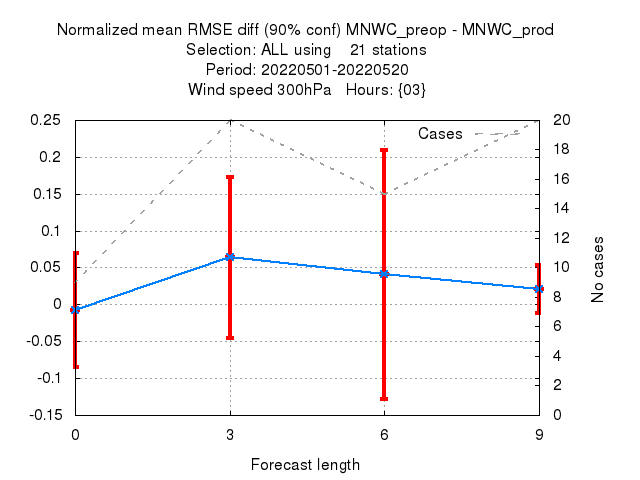 Normalized mean RMSE diff (90% conf) MNWC_preop - MNWC_prod
Selection: ALL using    21 stations
Period: 20220501-20220520
Wind speed 300hPa   Hours: {03}
Cases
0.25
0.2
0.15
0.1
0.05
0
-0.05
-0.1
-0.15
20
18
16
14
12
10
8
6
4
2
0
No cases
0 3 6 9
Forecast length